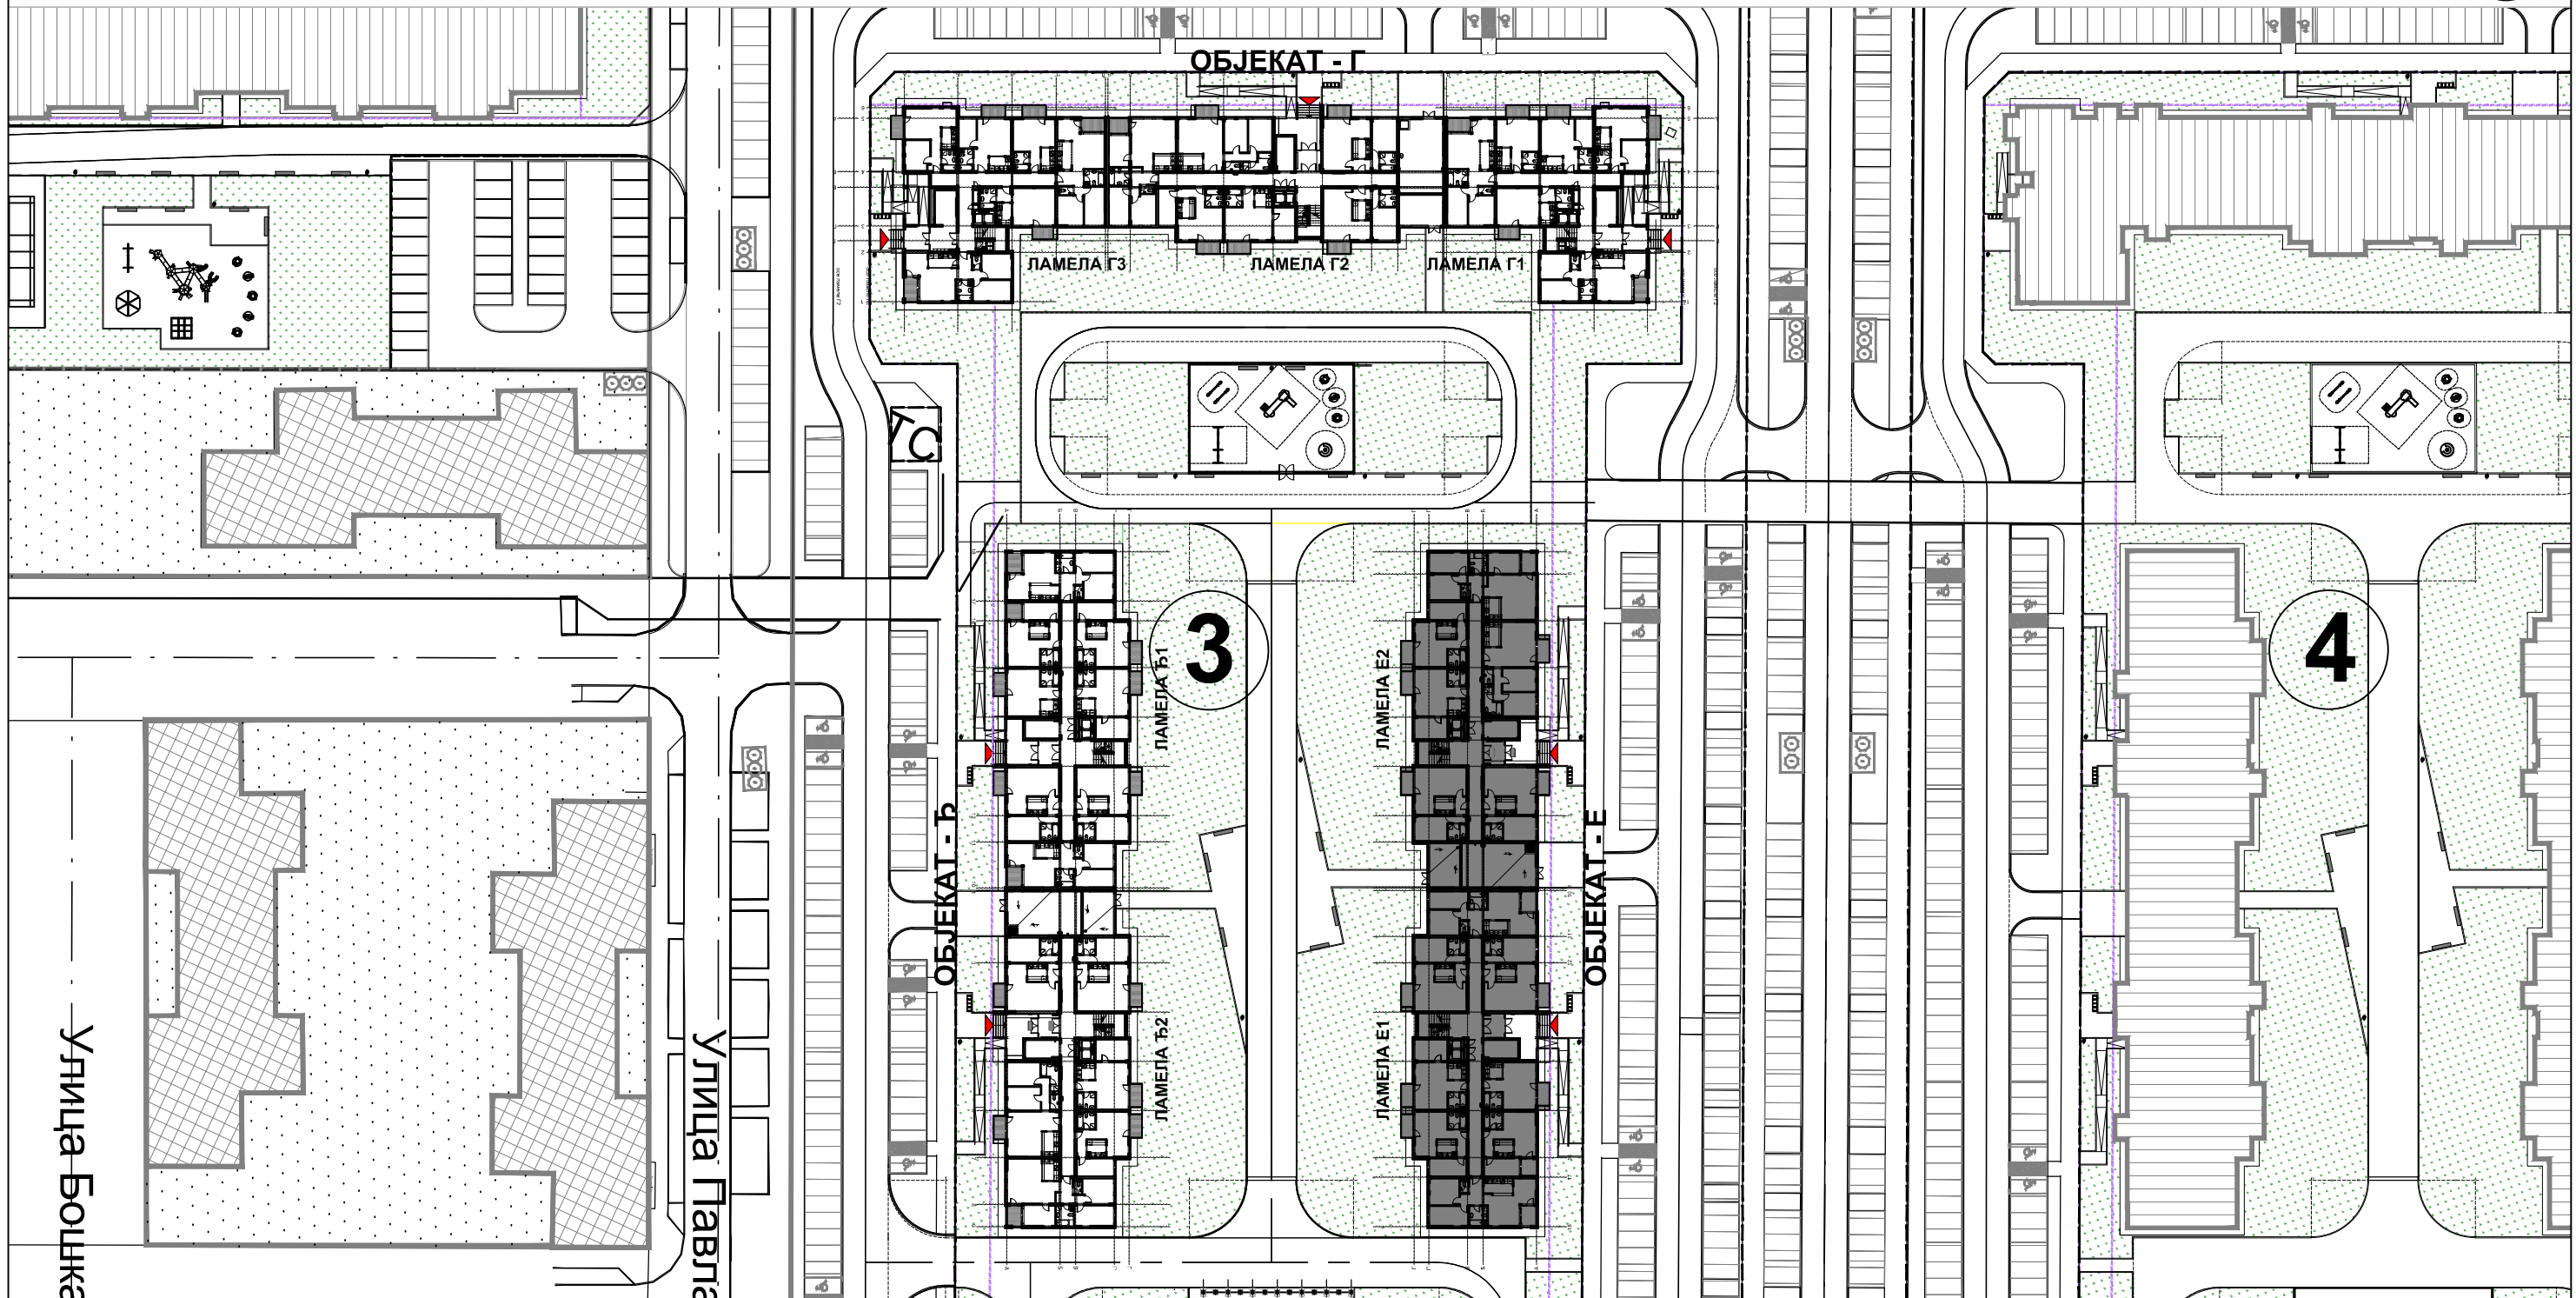 ОБЈЕКАТ - Г
ЛАМЕЛА Г3
ЛАМЕЛА Г2
ЛАМЕЛА Г1
ТС
3
4
ЛАМЕЛА Ђ1
ЛАМЕЛА Е2
ОБЈЕКАТ - Ђ
ОБЈЕКАТ - Е
ЛАМЕЛА Ђ2
ЛАМЕЛА Е1
Улица Бошка
Улица Павла